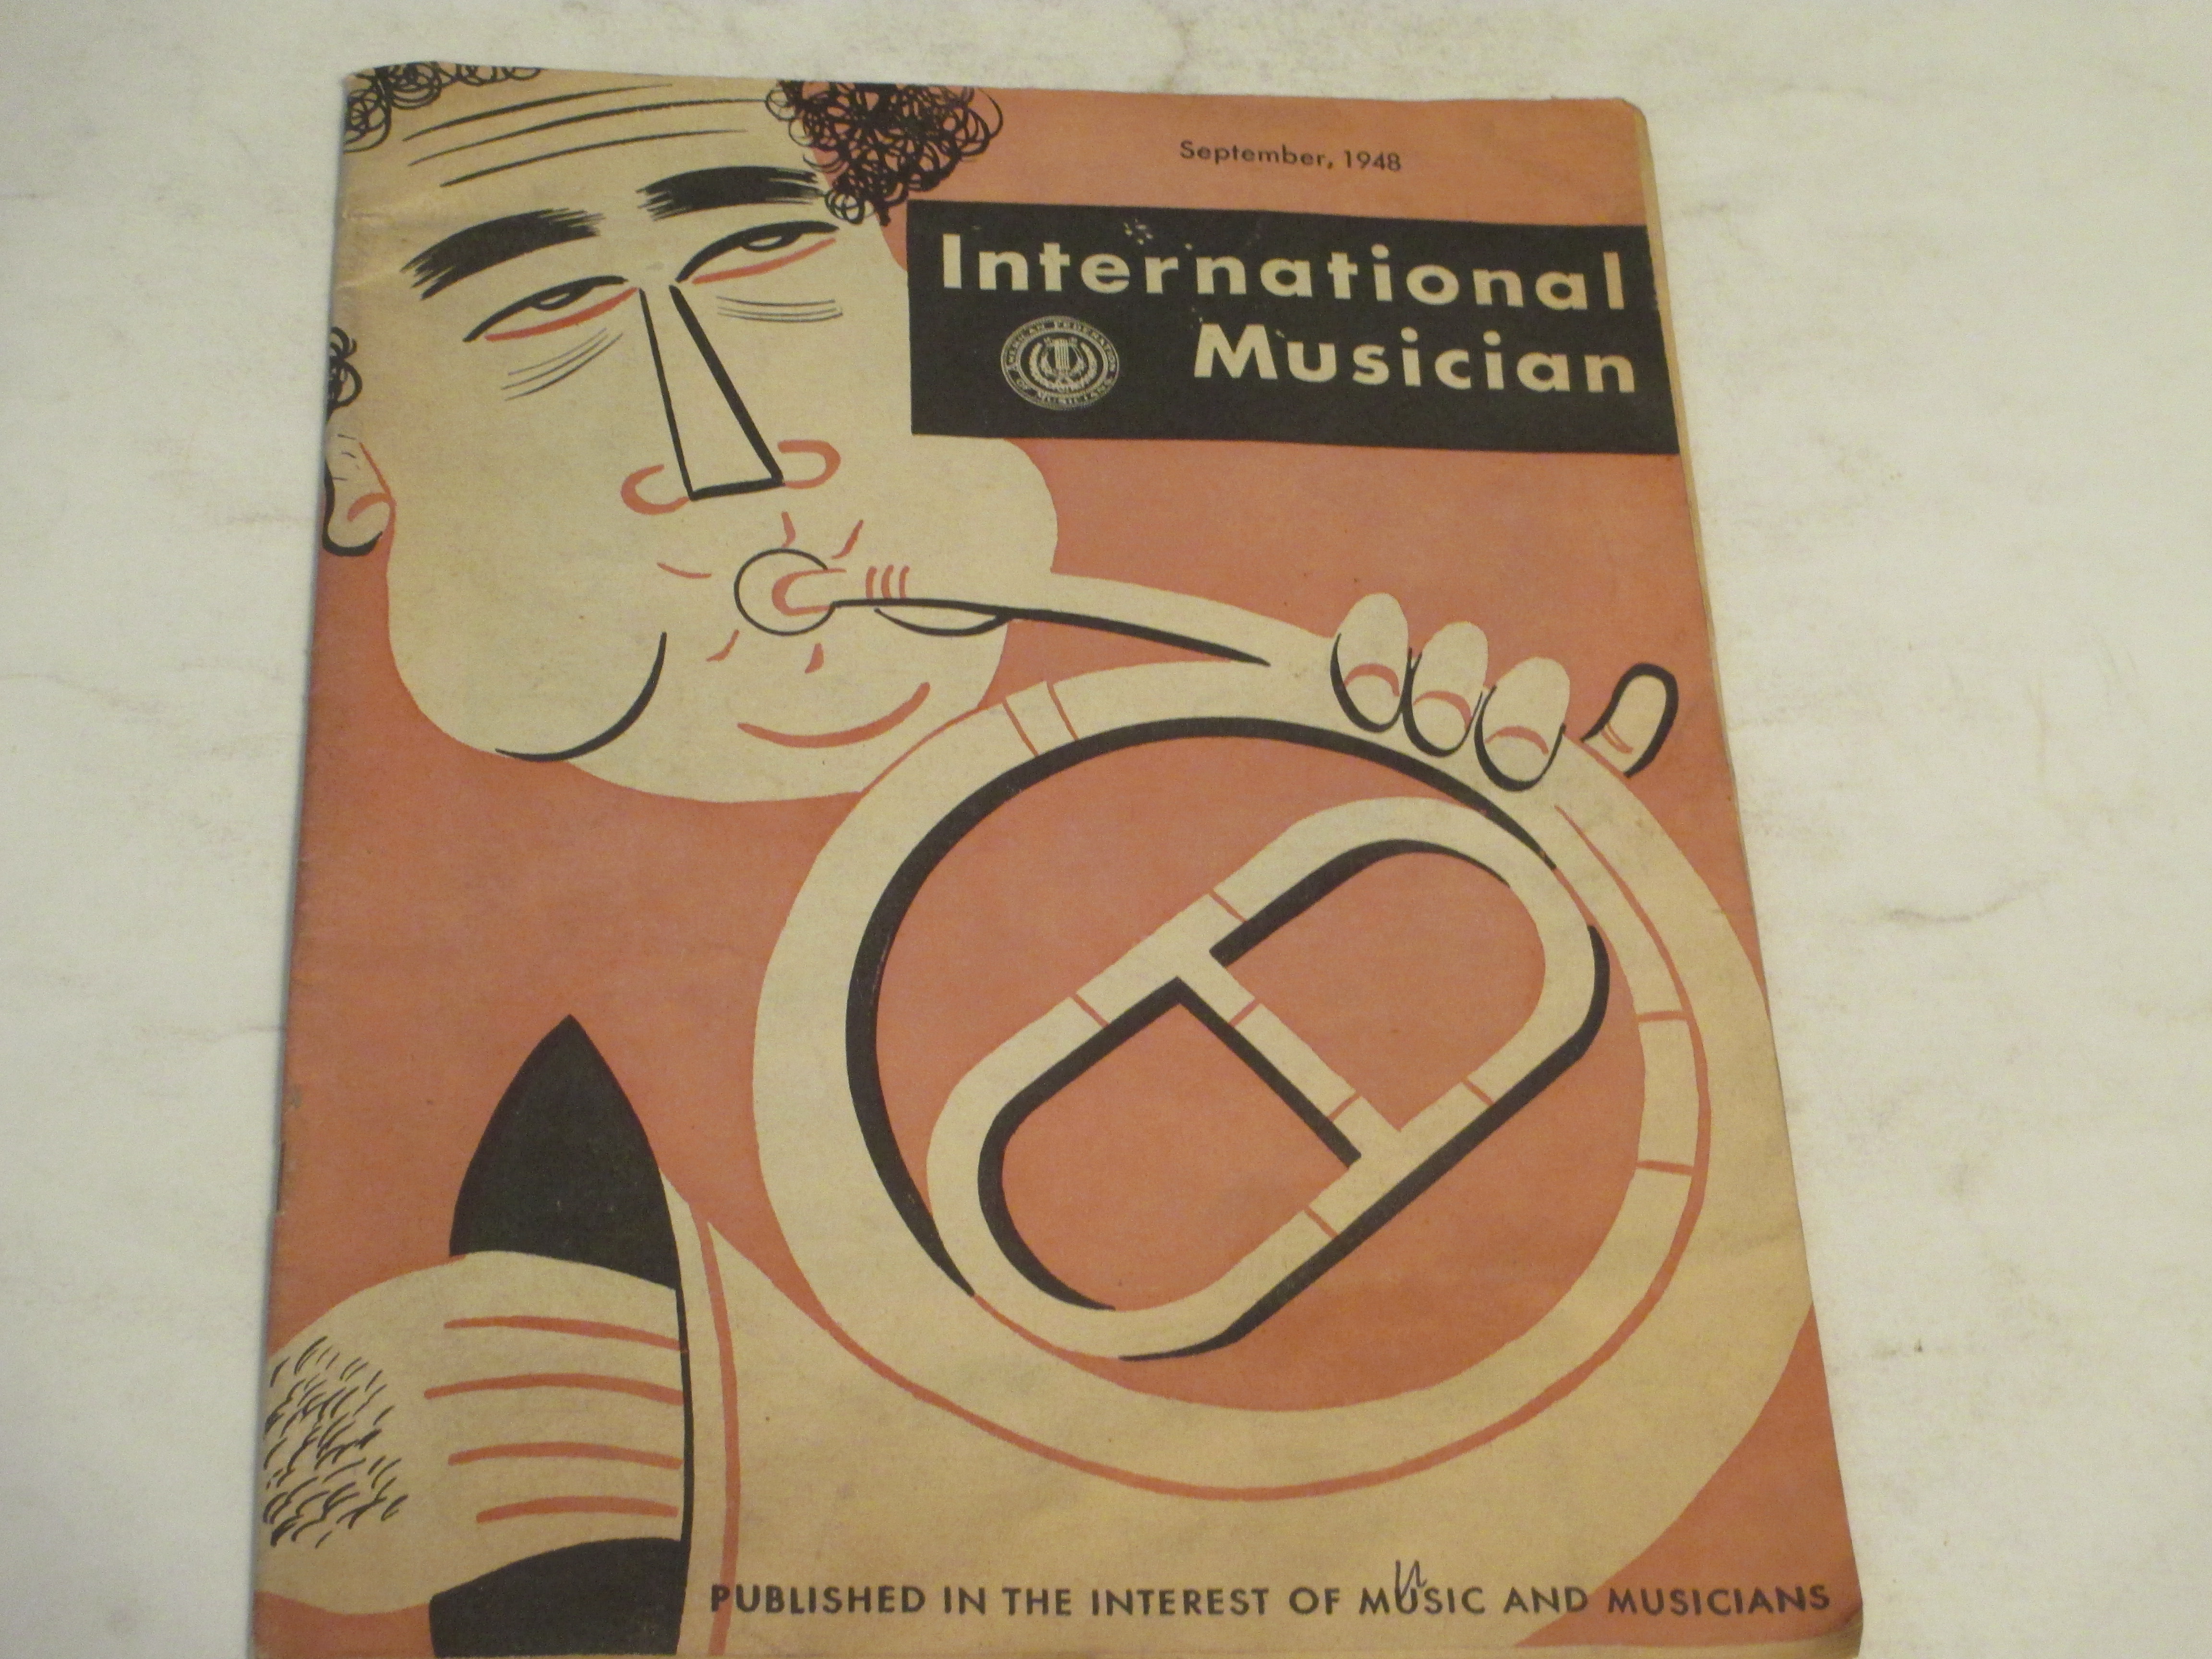 September, 1948
International
Musician
AMERICAN FEDERATION OF MUSICIANS
PUBLISHED IN THE INTEREST OF MUSIC AND MUSICIANS